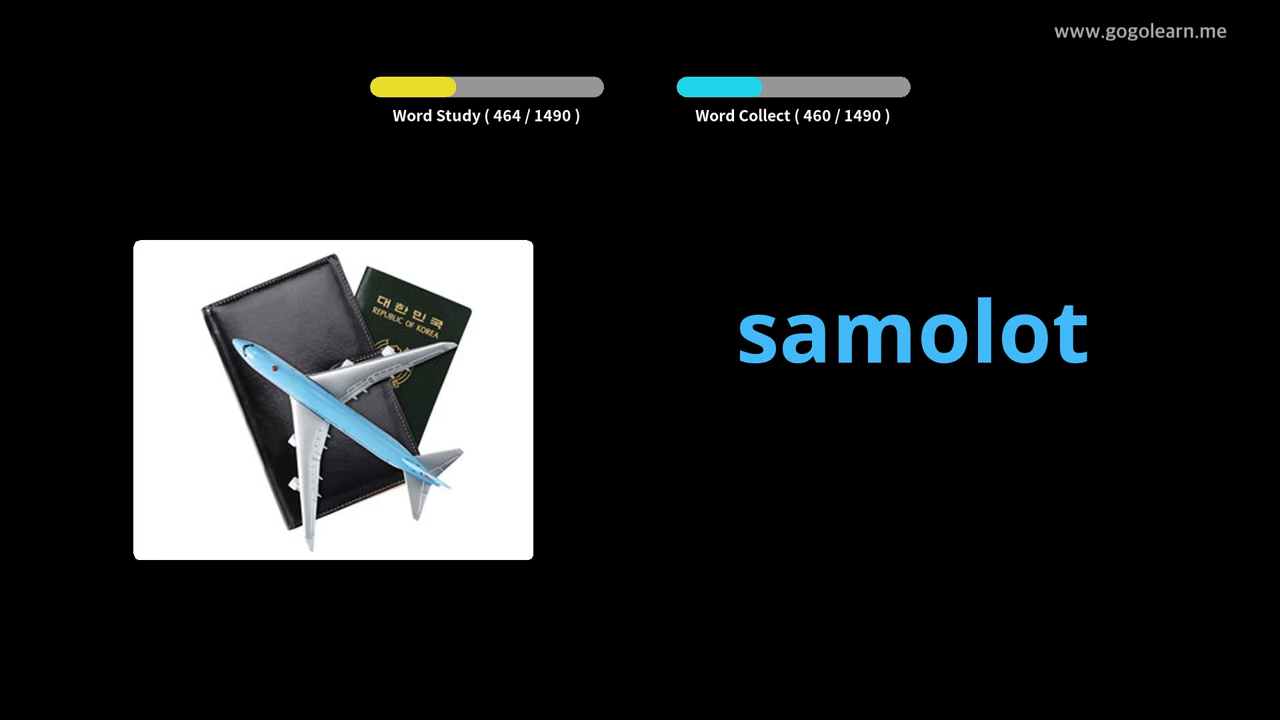 www.gogolearn.me
Word Study ( 464 / 1490 )
Word Collect ( 460 / 1490 )
대한민국
REPUBLIC OF KOREA
samolot